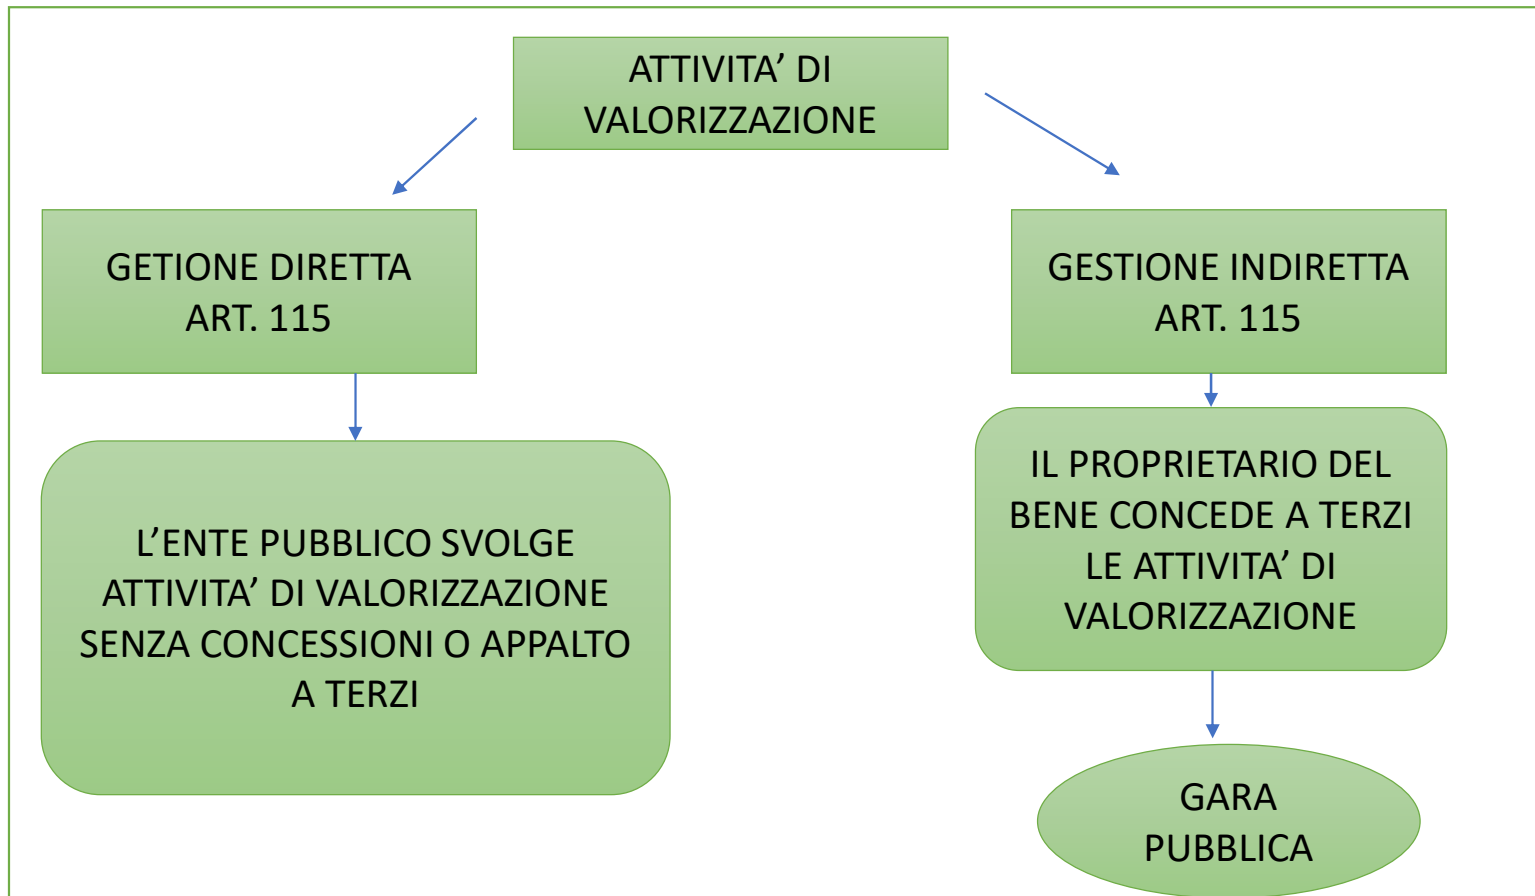 ATTIVITA’ DI
VALORIZZAZIONE
GETIONE DIRETTA
ART. 115
GESTIONE INDIRETTA
ART. 115
L’ENTE PUBBLICO SVOLGE
ATTIVITA’ DI VALORIZZAZIONE
SENZA CONCESSIONI O APPALTO
A TERZI
IL PROPRIETARIO DEL
BENE CONCEDE A TERZI
LE ATTIVITA’ DI
VALORIZZAZIONE
GARA
PUBBLICA